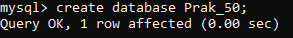 mysql> create database Prak_50;
Query OK, 1 row affected (0.00 sec)